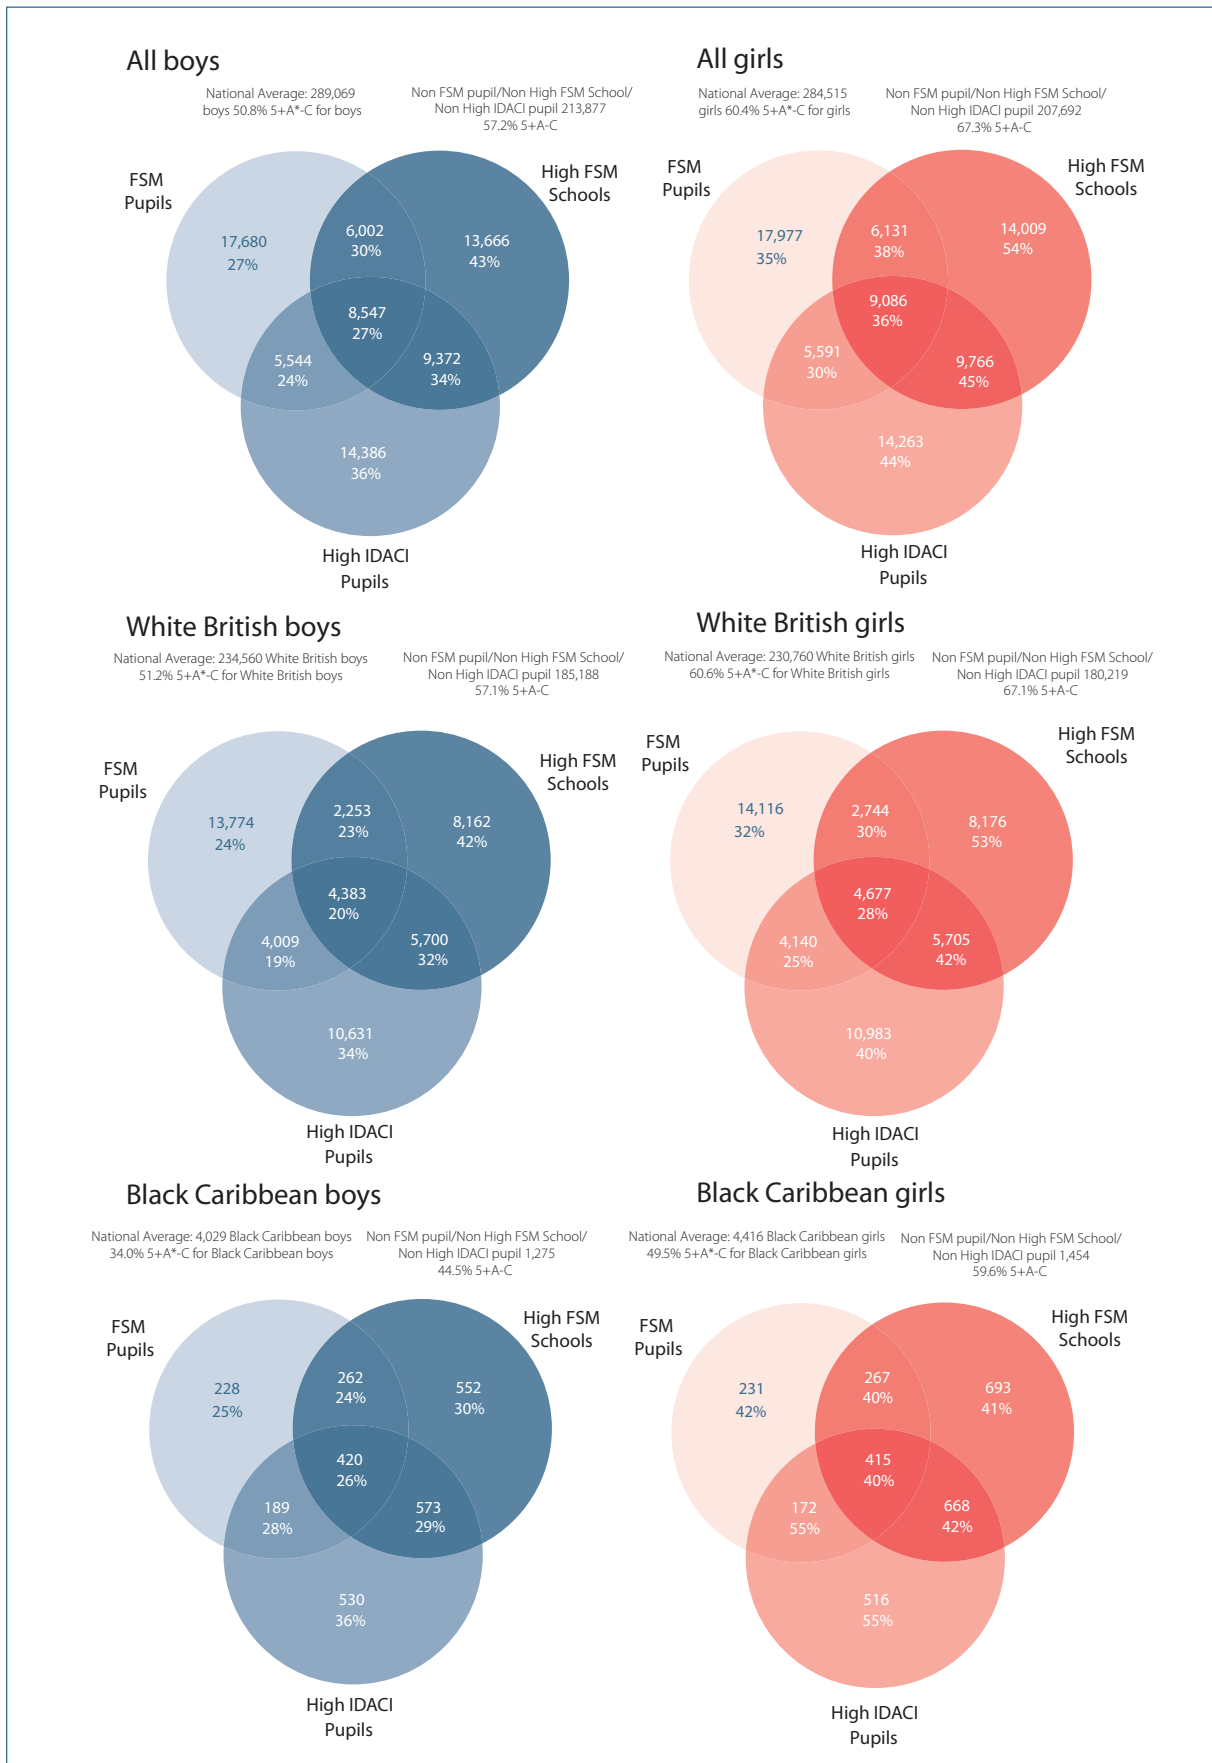 All boys
National Average: 289,069
boys 50.8% 5+A*-C for boys
Non FSM pupil/Non High FSM School/
Non High IDACI pupil 213,877
57.2% 5+A-C
FSM
Pupils
High FSM
Schools
17,680
27%
6,002
30%
13,666
43%
8,547
27%
5,544
24%
9,372
34%
14,386
36%
High IDACI
Pupils
All girls
National Average: 284,515
girls 60.4% 5+A*-C for girls
Non FSM pupil/Non High FSM School/
Non High IDACI pupil 207,692
67.3% 5+A-C
FSM
Pupils
High FSM
Schools
17,977
35%
6,131
38%
14,009
54%
9,086
36%
5,591
30%
9,766
45%
14,263
44%
High IDACI
Pupils
White British boys
National Average: 234,560 White British boys
51.2% 5+A*-C for White British boys
Non FSM pupil/Non High FSM School/
Non High IDACI pupil 185,188
57.1% 5+A-C
FSM
Pupils
High FSM
Schools
13,774
24%
2,253
23%
8,162
42%
4,383
20%
4,009
19%
5,700
32%
10,631
34%
High IDACI
Pupils
White British girls
National Average: 230,760 White British girls
60.6% 5+A*-C for White British girls
Non FSM pupil/Non High FSM School/
Non High IDACI pupil 180,219
67.1% 5+A-C
FSM
Pupils
High FSM
Schools
14,116
32%
2,744
30%
8,176
53%
4,677
28%
4,140
25%
5,705
42%
10,983
40%
High IDACI
Pupils
Black Caribbean boys
National Average: 4,029 Black Caribbean boys
34.0% 5+A*-C for Black Caribbean boys
Non FSM pupil/Non High FSM School/
Non High IDACI pupil 1,275
44.5% 5+A-C
FSM
Pupils
High FSM
Schools
228
25%
262
24%
552
30%
420
26%
189
28%
573
29%
530
36%
High IDACI
Pupils
Black Caribbean girls
National Average: 4,416 Black Caribbean girls
49.5% 5+A*-C for Black Caribbean girls
Non FSM pupil/Non High FSM School/
Non High IDACI pupil 1,454
59.6% 5+A-C
FSM
Pupils
High FSM
Schools
231
42%
267
40%
693
41%
415
40%
172
55%
668
42%
516
55%
High IDACI
Pupils